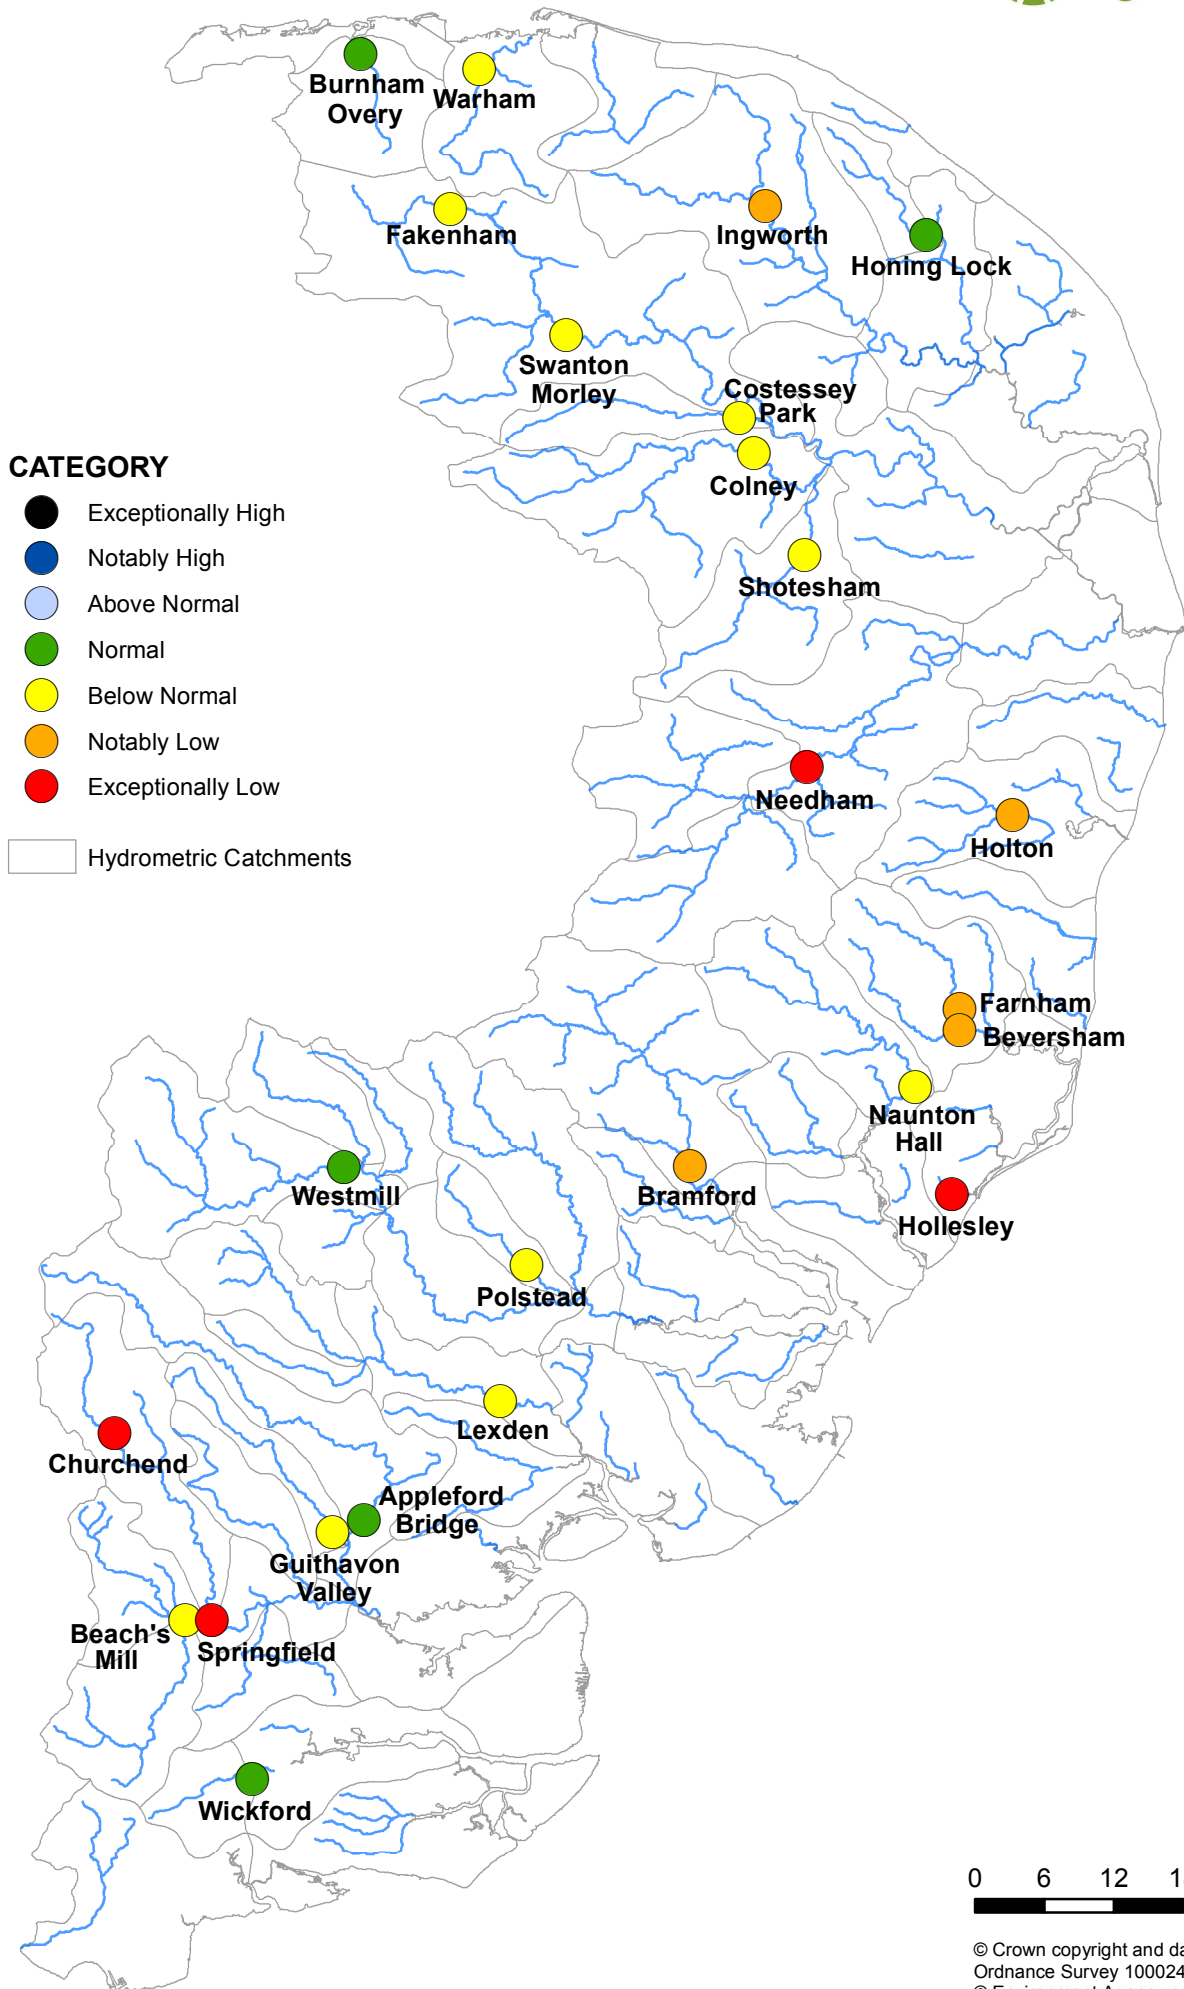 Burnham
Overy
Warham
Fakenham
Ingworth
Honing Lock
Swanton
Morley
Costessey
Park
Colney
Shotesham
CATEGORY
Exceptionally High
Notably High
Above Normal
Normal
Below Normal
Notably Low
Exceptionally Low
Hydrometric Catchments
Needham
Holton
Farnham
Beversham
Naunton
Hall
Westmill
Bramford
Hollesley
Polstead
Lexden
Churchend
Appleford
Bridge
Guithavon
Valley
Beach's
Mill
Springfield
Wickford
0 6 12
© Crown copyright and
Ordnance Survey 100024